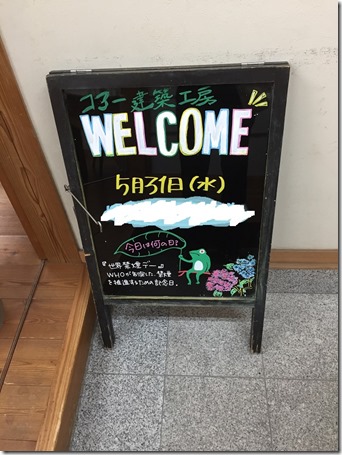 コラー建築工房
WELCOME
5月31日(水)
今日は何の日?
『世界禁煙デー』
WHOが制定した、禁煙
を推進するための記念日。